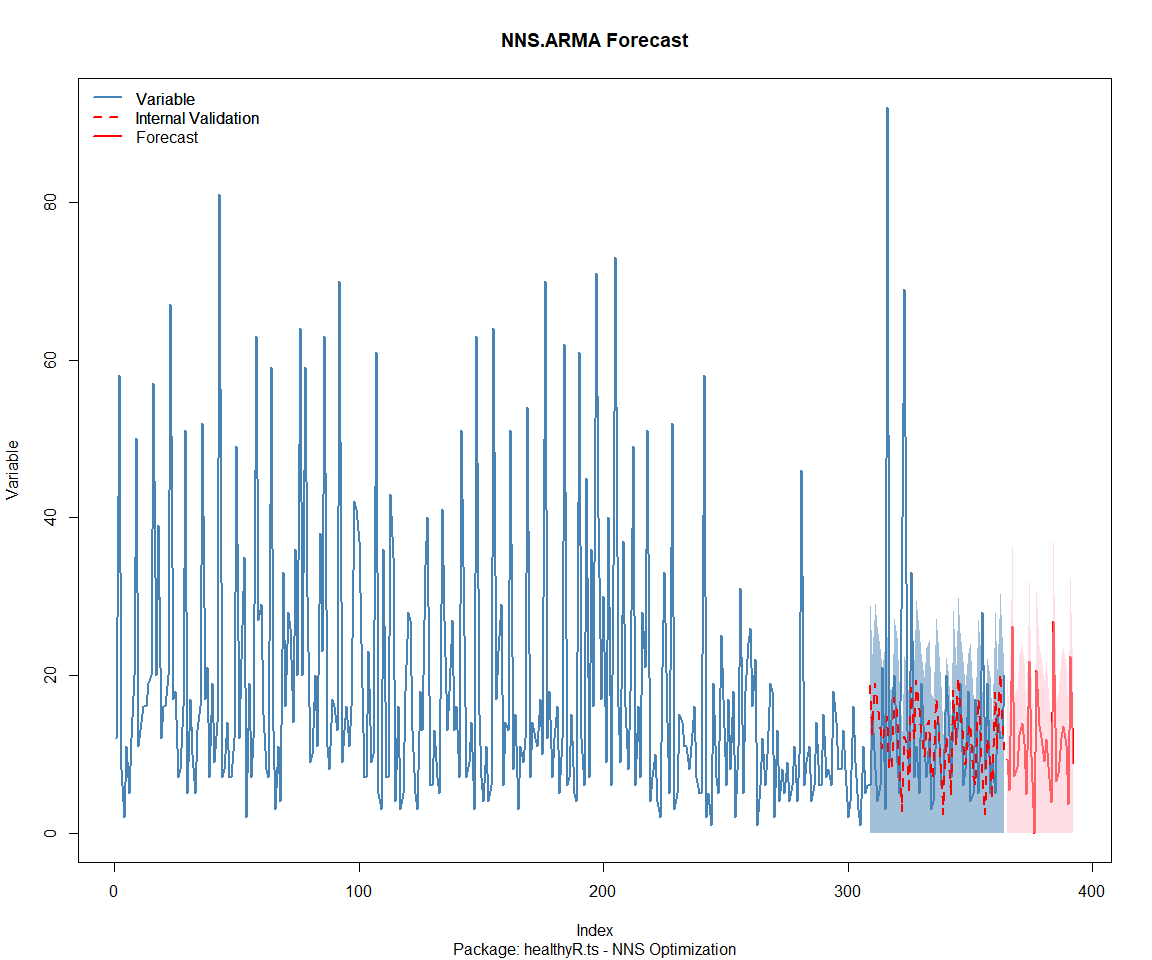 NNS.ARMA Forecast
Variable
Internal Validation
Forecast
Variable
80
60
40
20
0
0
100
200
300
400
Index
Package: healthyR.ts - NNS Optimization